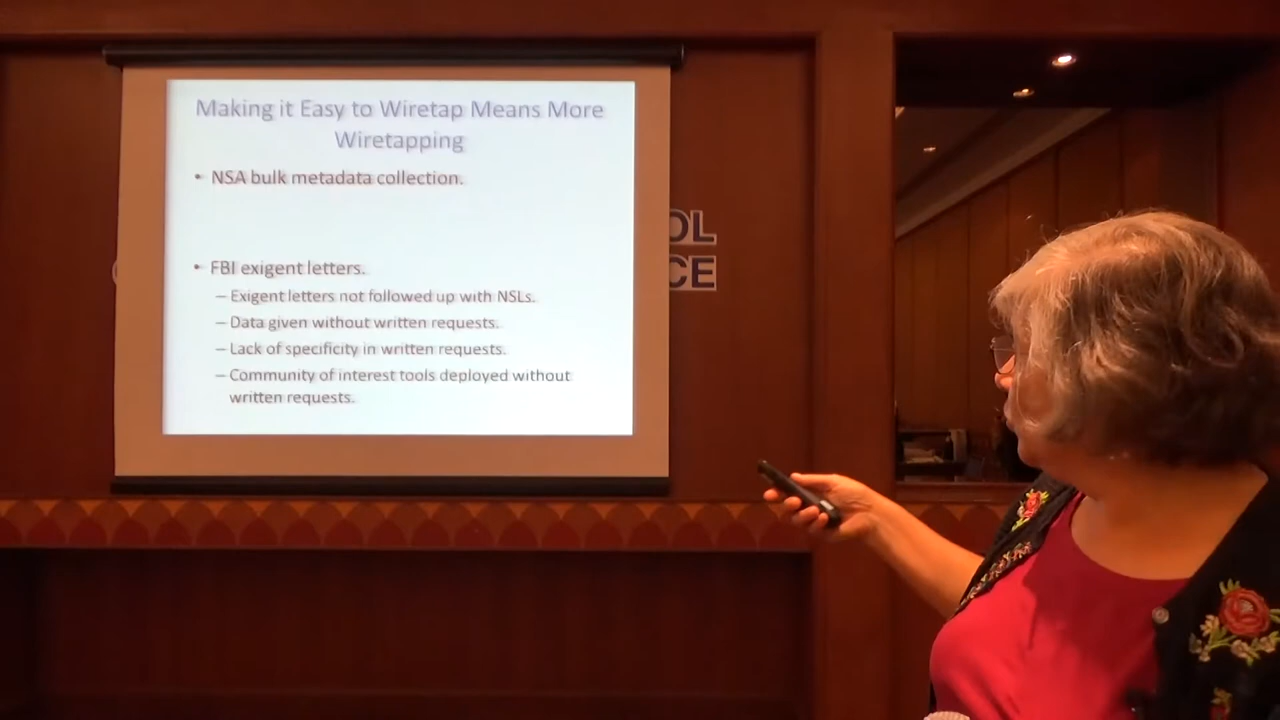 Making it Easy to Wiretap Means More
Wiretapping
• NSA bulk metadata collection.
• FBI exigent letters.
– Exigent letters not followed up with NSLs.
– Data given without written requests.
– Lack of specificity in written requests.
– Community of interest tools deployed without
written requests.
OL
CE